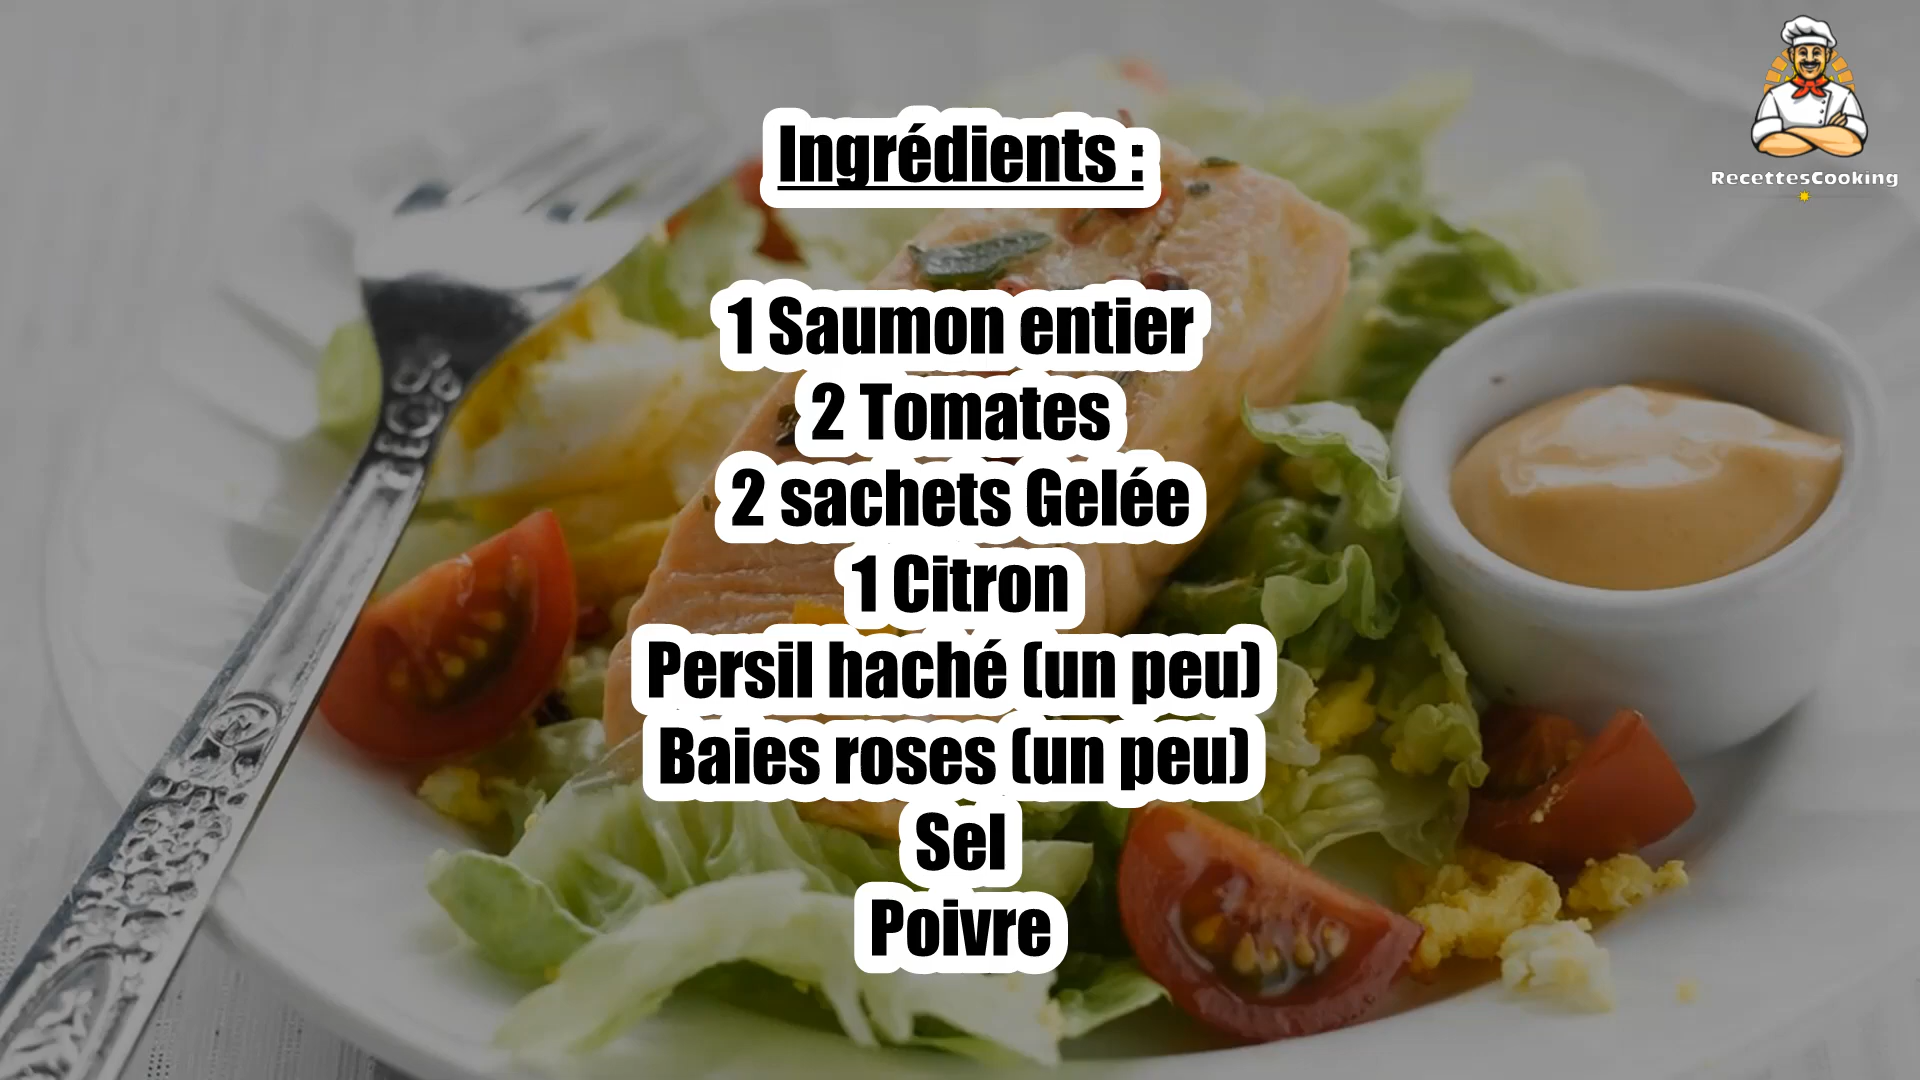 Ingrédients :
RecettesCooking
1 Saumon entier
2 Tomates
2 sachets Gelée
1 Citron
Persil haché (un peu)
Baies roses (un peu)
Sel
Poivre